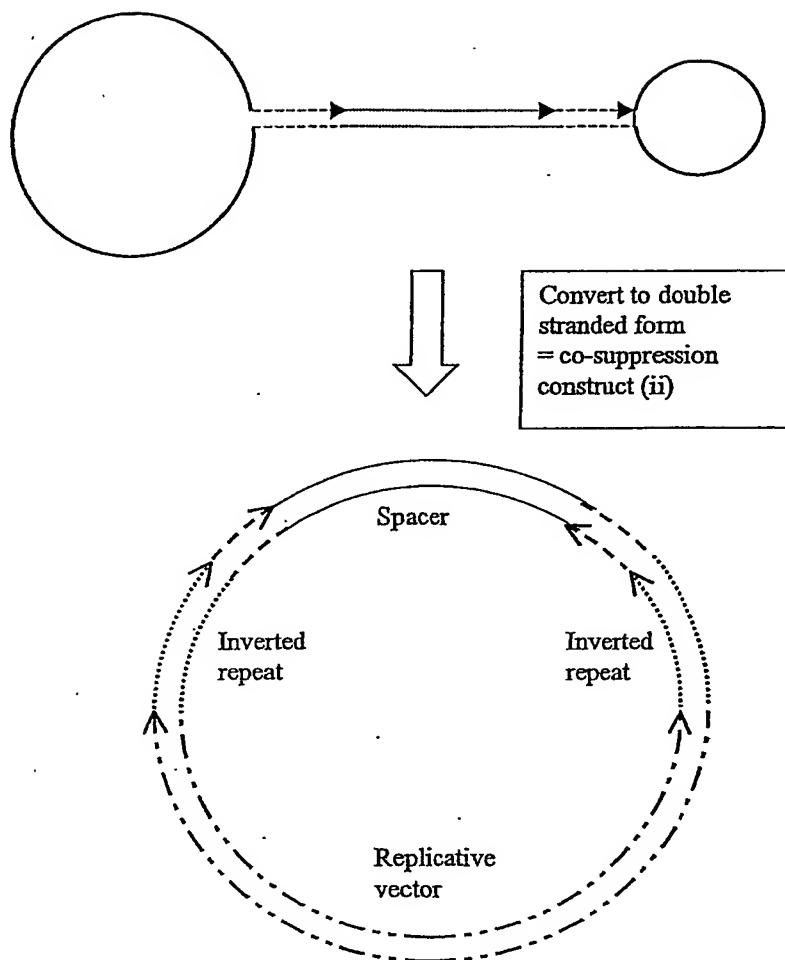 Convert to double
stranded form
= co-suppression
construct (ii)
Spacer
Inverted
repeat
Inverted
repeat
Replicative
vector